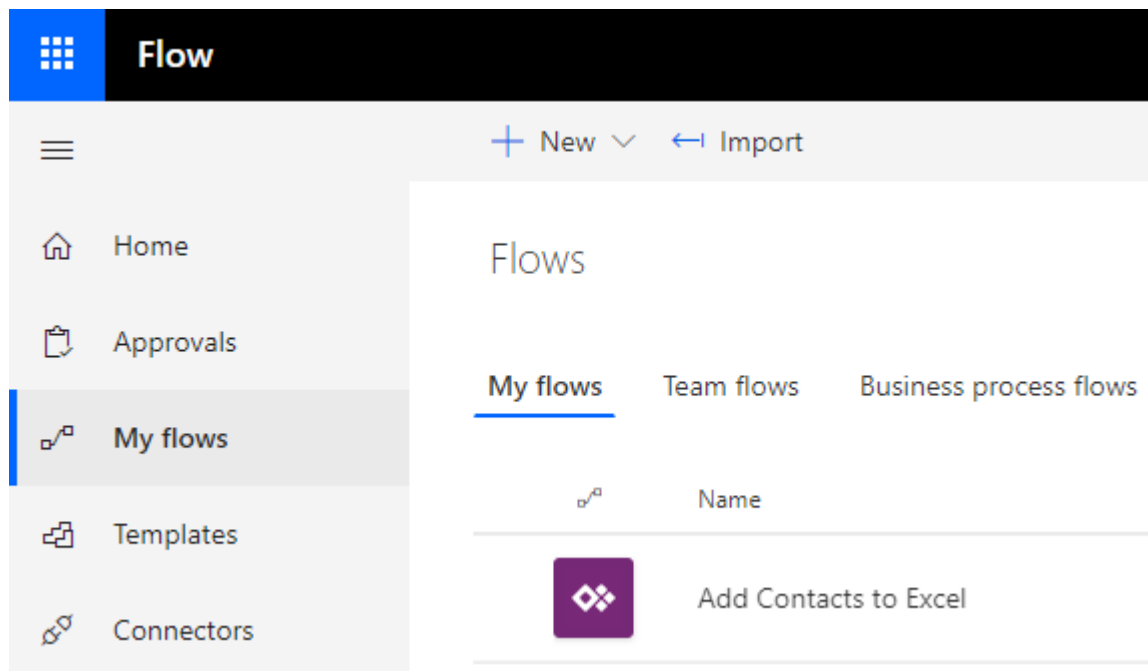 Flow
New Import
Home
Approvals
My flows
Templates
Connectors
Flows
My flows Team flows Business process flows
Name
Add Contacts to Excel